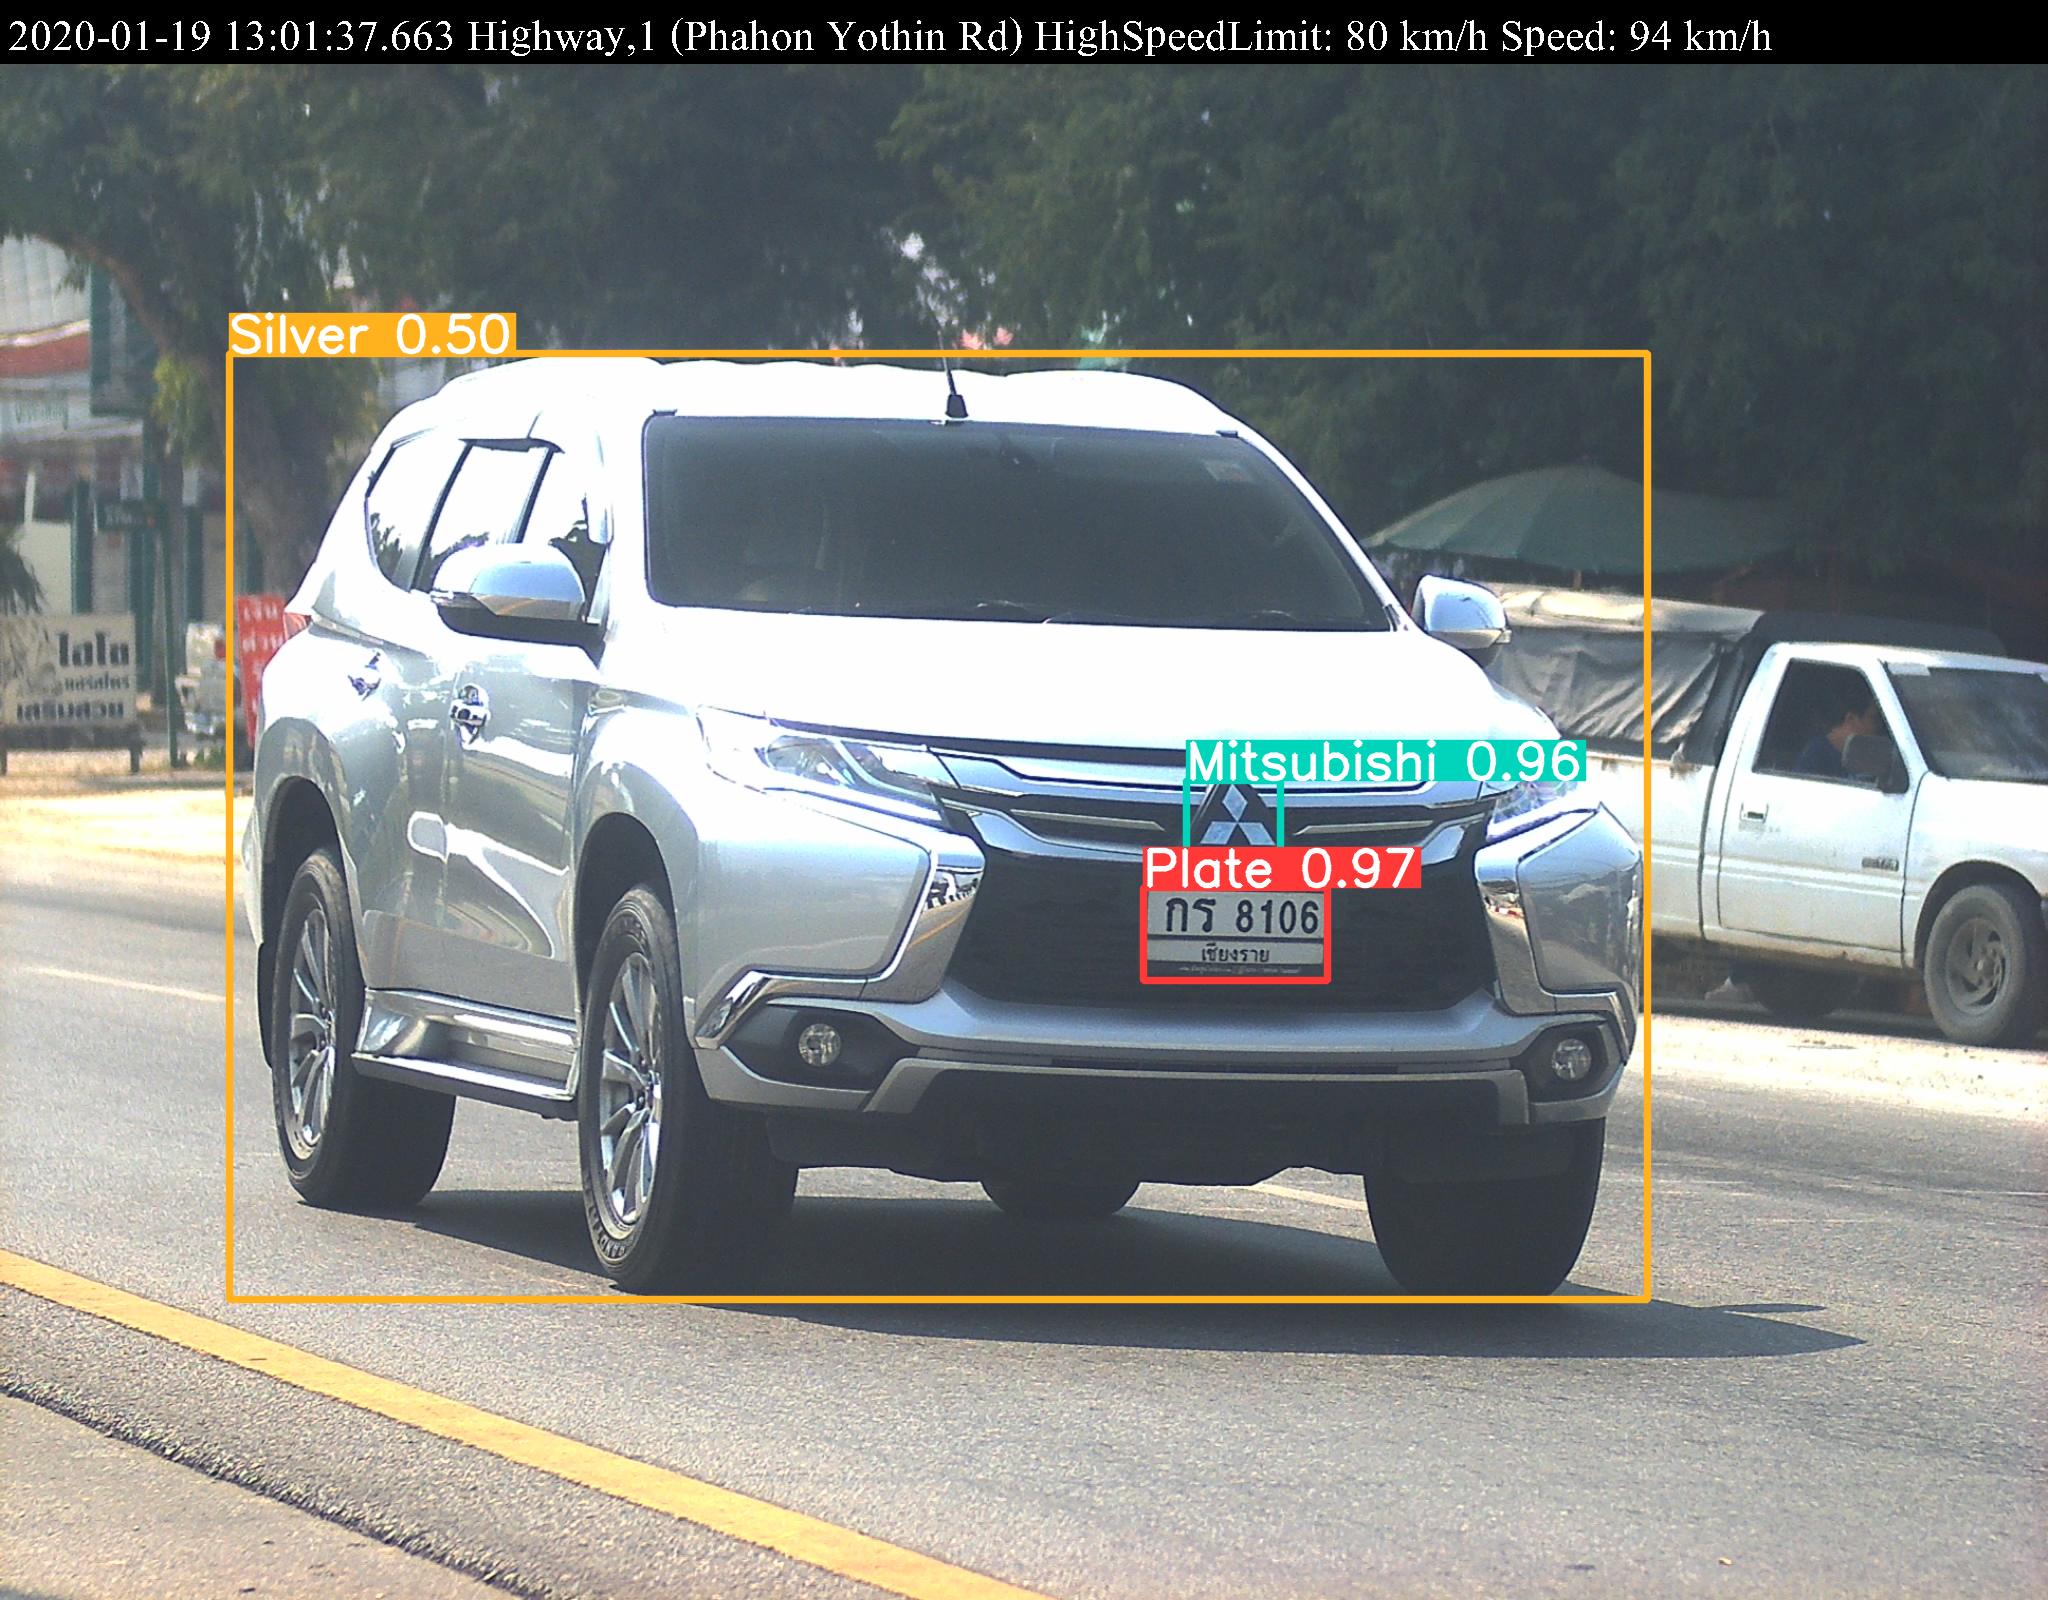 2020-01-19 13:01:37.663 Highway,1 (Phahon Yothin Rd) HighSpeedLimit: 80 km/h Speed: 94 km/h
Silver 0.50
Mitsubishi 0.96
Plate 0.97
กร 8106
เชียงราย